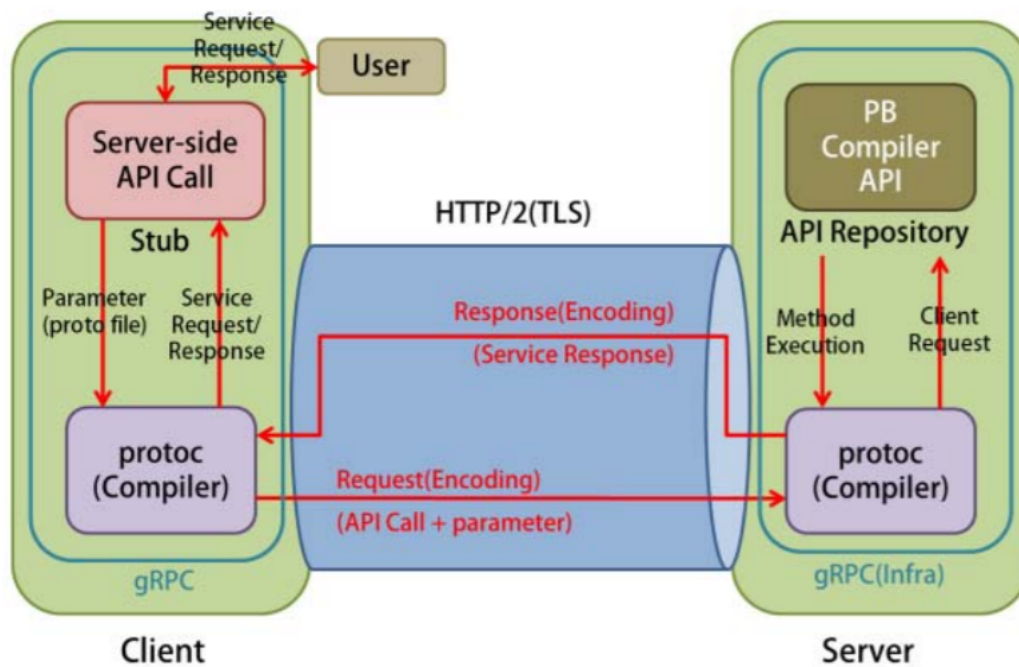 Service
Request/
Response
User
Server-side
API Call
Stub
Parameter
(proto file)
Service
Request/
Response
protoc
(Compiler)
gRPC
Client
HTTP/2(TLS)
Response(Encoding)
(Service Response)
Request(Encoding)
(API Call + parameter)
PB
Compiler
API
API Repository
Method
Execution
Client
Request
protoc
(Compiler)
gRPC(Infra)
Server